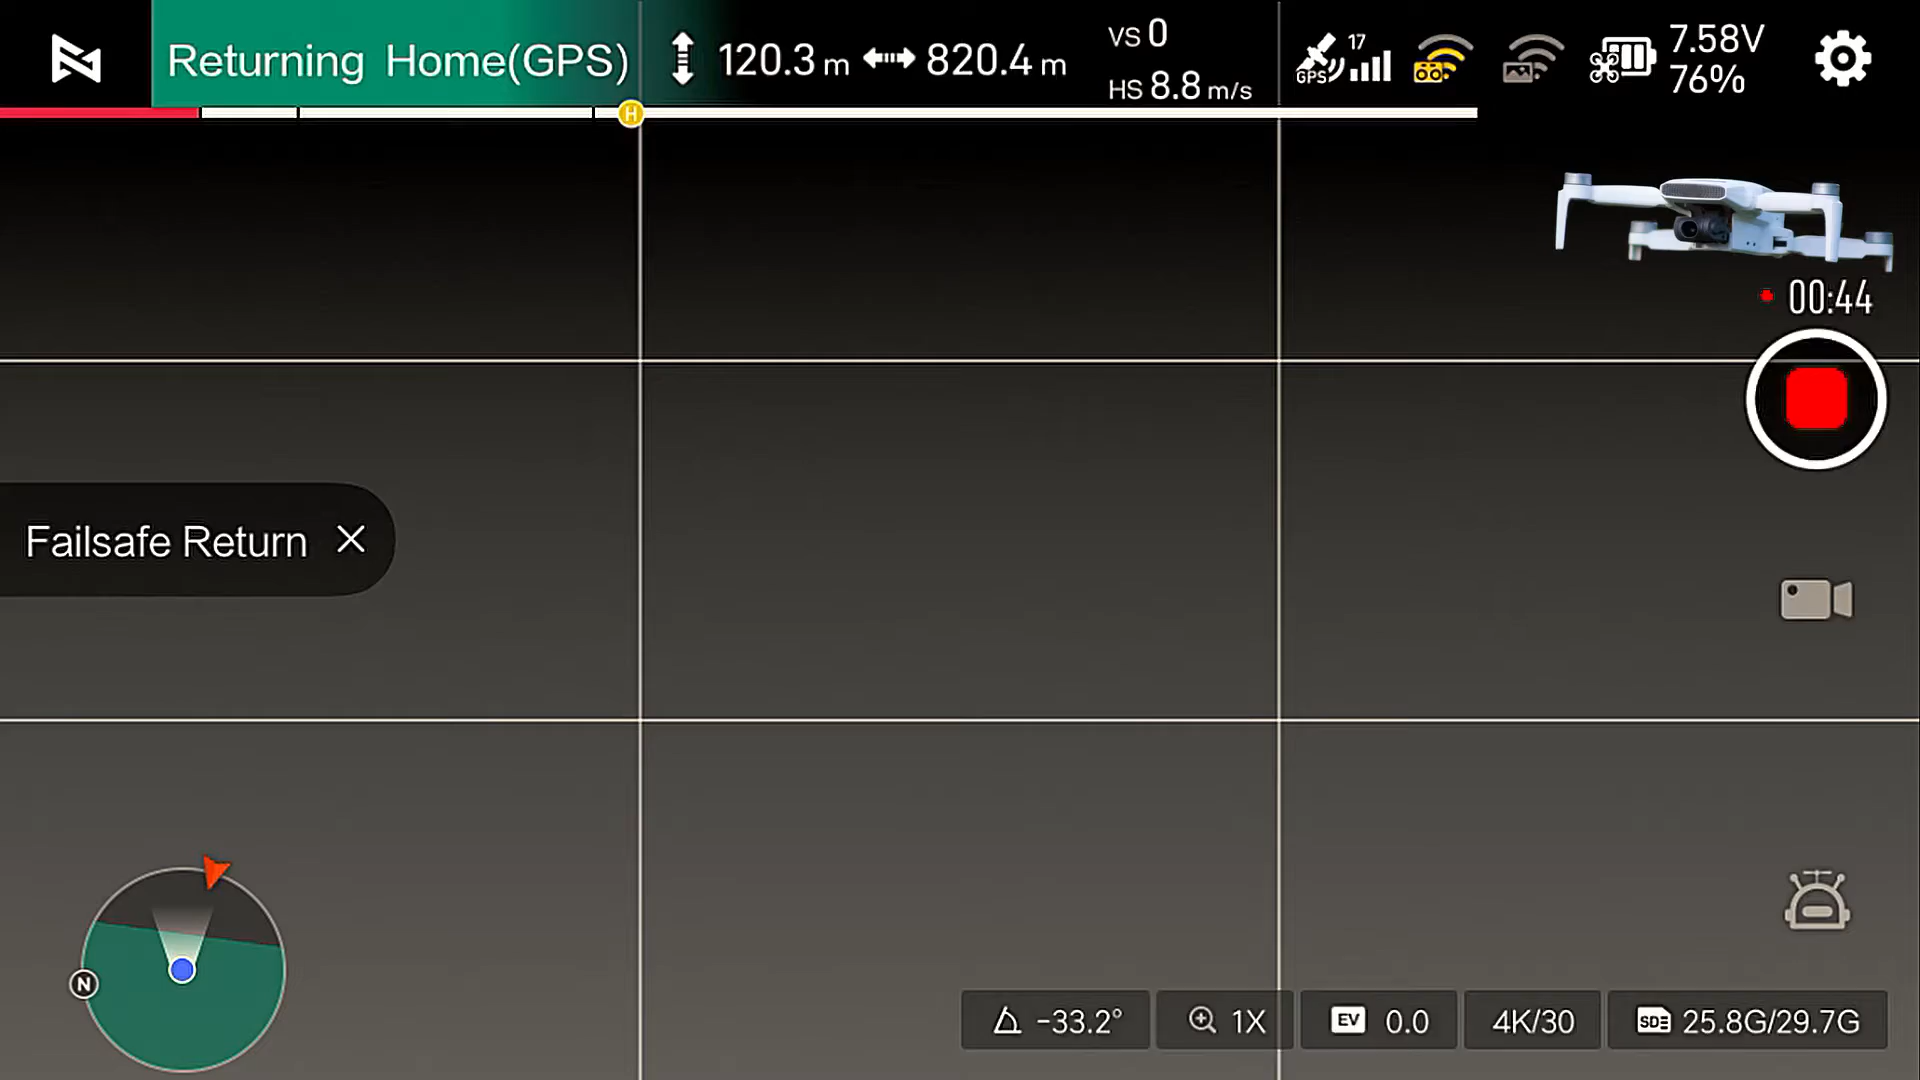 Returning Home(GPS)
120.3 m
820.4 m
VS 0
HS 8.8 m/s
GPS
17
7.58V
76%
H
00:44
Failsafe Return
N
-33.2°
1X
EV 0.0
4K/30
SD 25.8G/29.7G